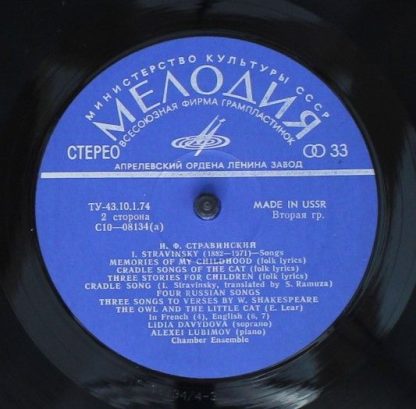 МИНИСТЕРСТВО КУЛЬТУРЫ СССР
МЕЛОДИЯ
ВСЕСОЮЗНАЯ ФИРМА ГРАМПЛАСТИНОК
СТЕРЕО
33
АПРЕЛЕВСКИЙ ОРДЕНА ЛЕНИНА ЗАВОД
ТУ-43.10.1.74
MADE IN USSR
2 сторона
Вторая гр.
С10—08134(а)
И. Ф. СТРАВИНСКИЙ
I. STRAVINSKY (1882—1971)—Songs
MEMORIES OF MY CHILDHOOD (folk lyrics)
CRADLE SONGS OF THE CAT (folk lyrics)
THREE STORIES FOR CHILDREN (folk lyrics)
CRADLE SONG (I. Stravinsky, translated by S. Ramuza)
FOUR RUSSIAN SONGS
THREE SONGS TO VERSES BY W. SHAKESPEARE
THE OWL AND THE LITTLE CAT (E. Lear)
In French (4), English (6, 7)
LIDIA DAVYDOVA (soprano)
ALEXEI LUBIMOV (piano)
Chamber Ensemble